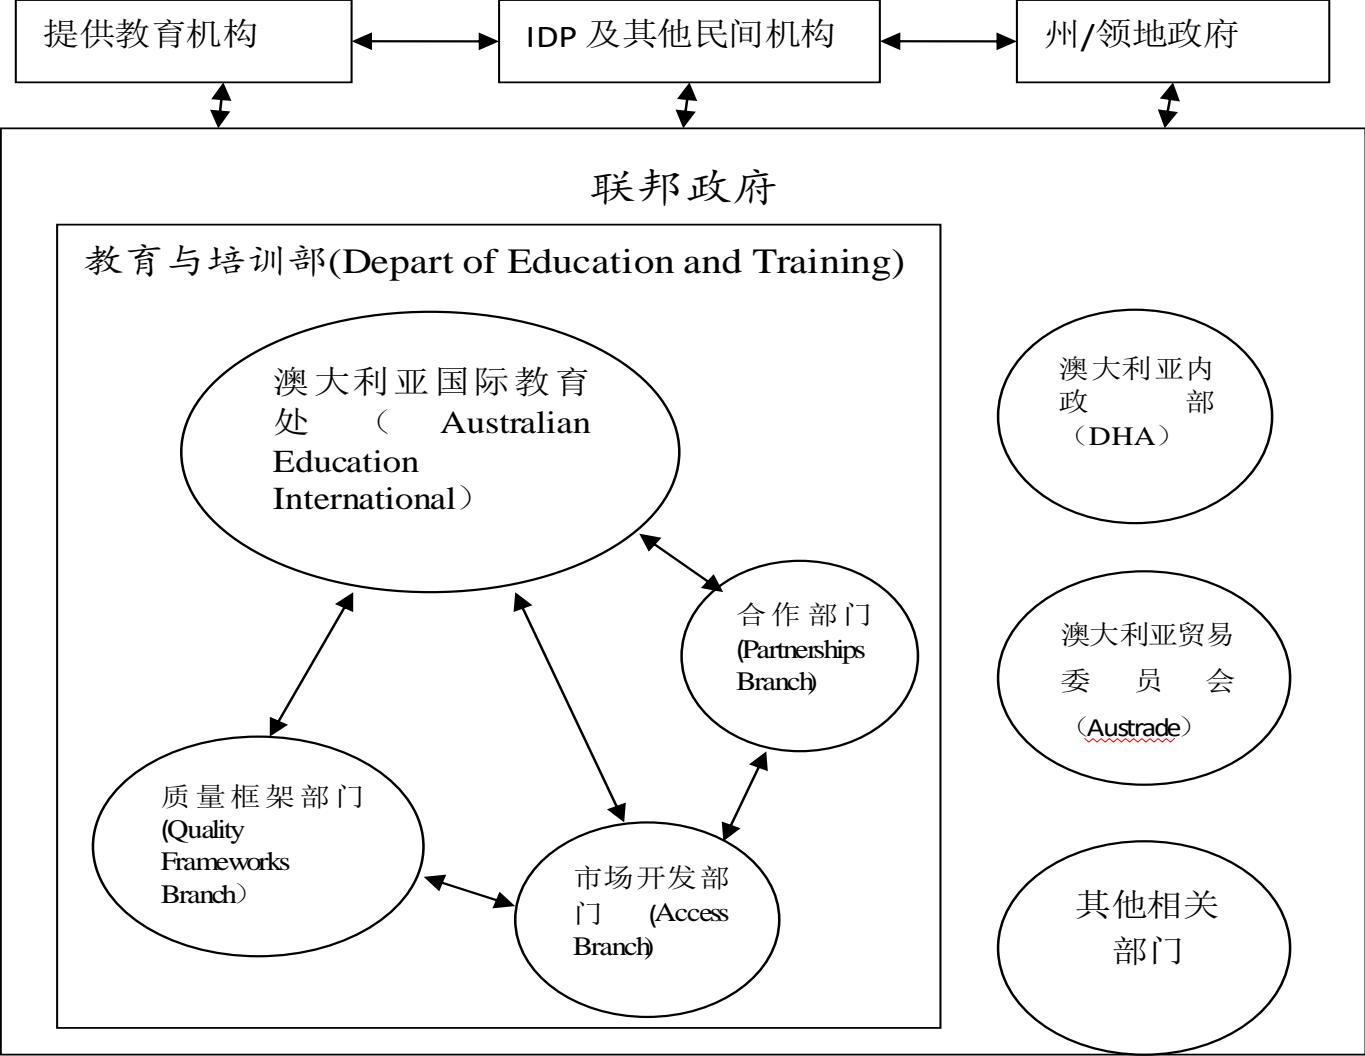 提供教育机构
IDP 及其他民间机构
州/领地政府
联邦政府
教育与培训部(Depart of Education and Training)
澳大利亚国际教育
处 （ Australian
Education
International）
澳大利亚内
政 部
（DHA）
合作部门
(Partnerships
Branch)
澳大利亚贸易
委 员 会
（Austrade）
质量框架部门
(Quality
Frameworks
Branch）
市场开发部
门 (Access
Branch)
其他相关
部门